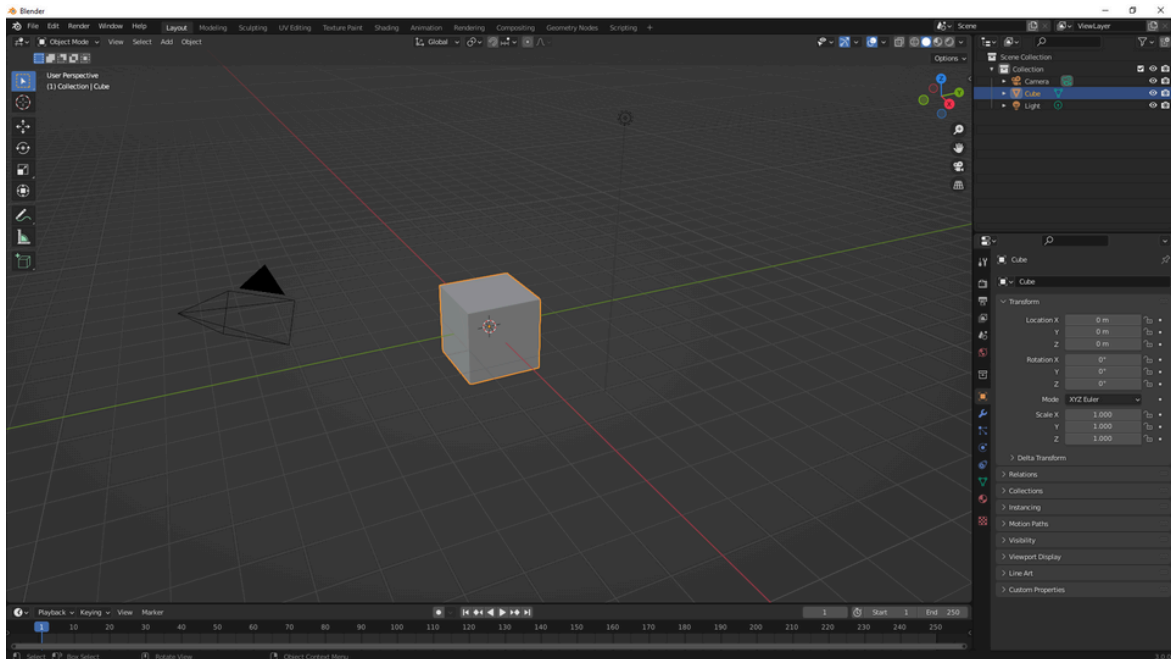 Blender
File Edit Render Window Help Layout Modeling Sculpting UV Editing Texture Paint Shading Animation Rendering Compositing Geometry Nodes Scripting + Scene ViewLayer
Object Mode View Select Add Object Global
Options
User Perspective
(1) Collection | Cube
Z
Y
X
Scene Collection
Collection
Camera
Cube
Light
Cube
Cube
Transform
Location X 0 m
Y 0 m
Z 0 m
Rotation X 0°
Y 0°
Z 0°
Mode XYZ Euler
Scale X 1.000
Y 1.000
Z 1.000
Delta Transform
Relations
Collections
Instancing
Motion Paths
Visibility
Viewport Display
Line Art
Custom Properties
Playback Keying View Marker 1 Start 1 End 250
1 10 20 30 40 50 60 70 80 90 100 110 120 130 140 150 160 170 180 190 200 210 220 230 240 250
Select Box Select Rotate View Object Context Menu 3.0.0